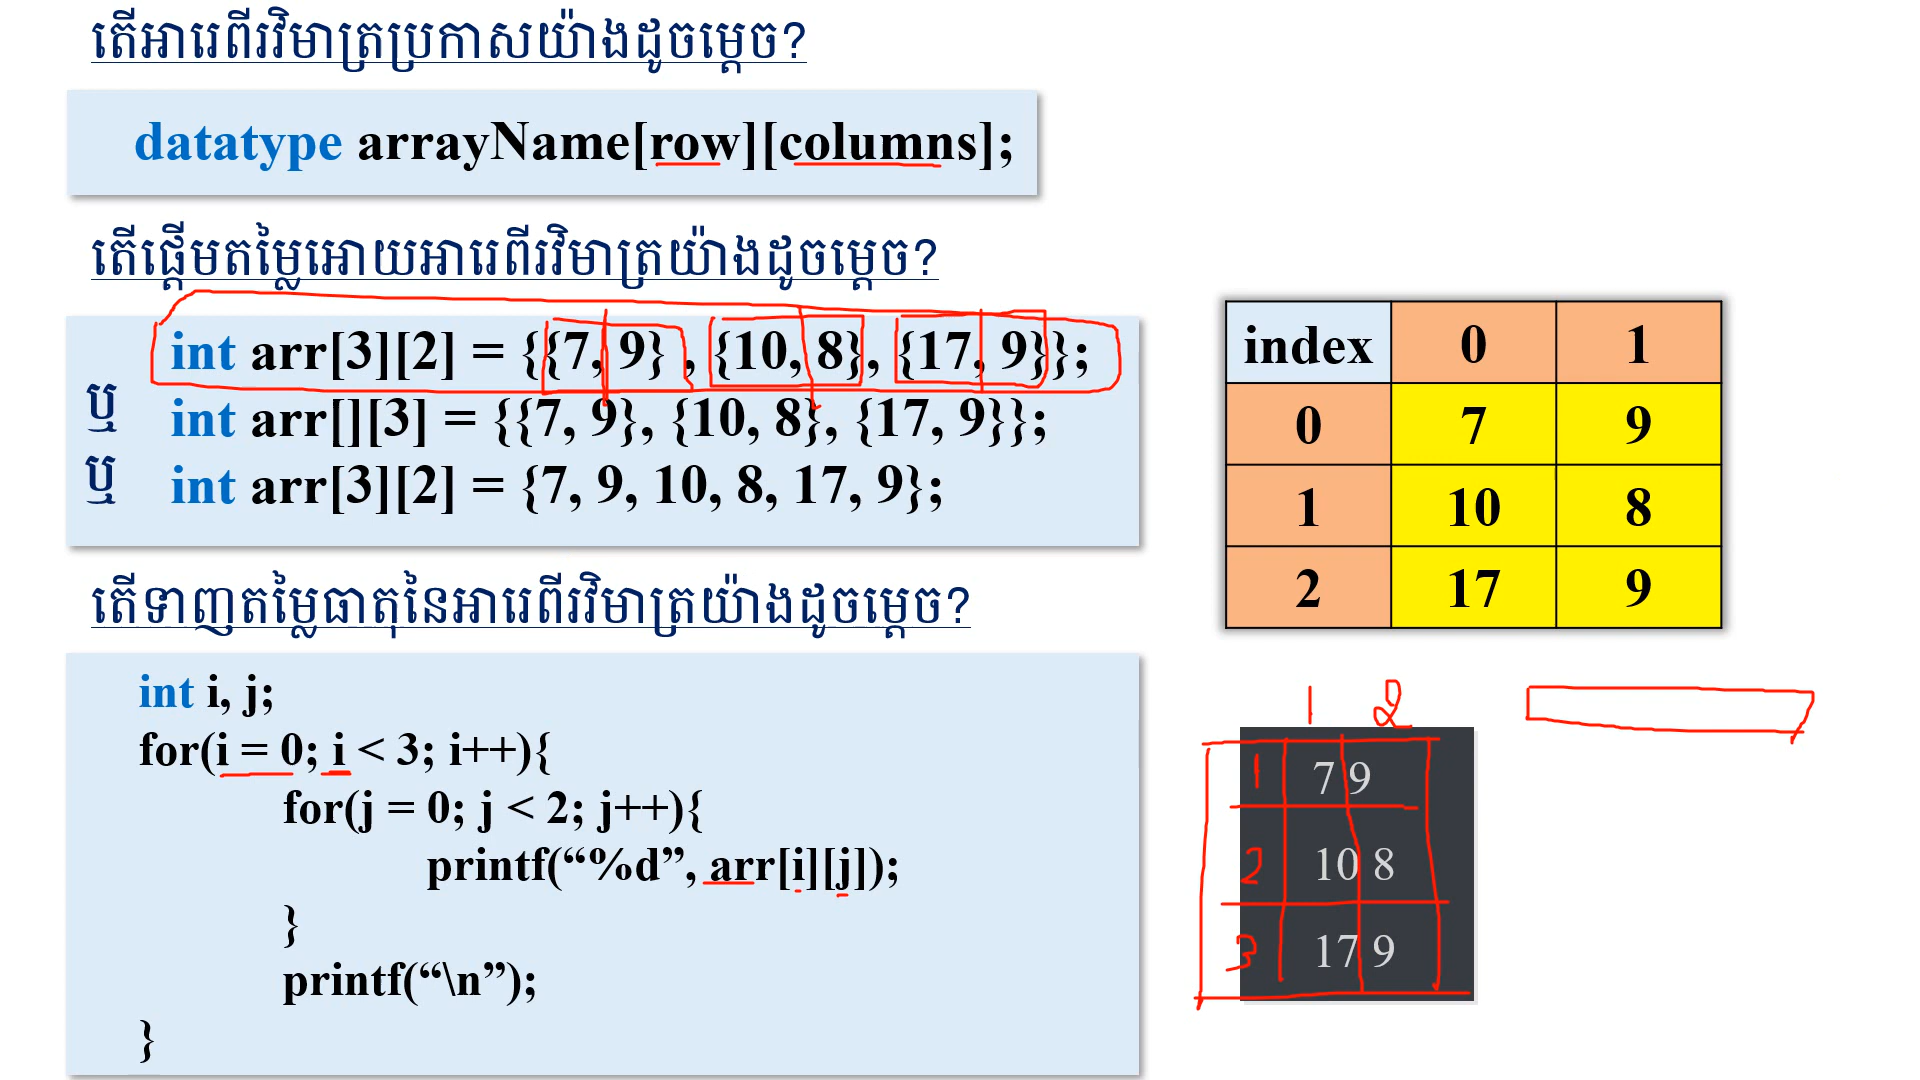 តើអារេពីរវិមាត្រប្រកាសយ៉ាងដូចម្ដេច?
datatype arrayName[row][columns];
តើផ្ដើមតម្លៃអោយអារេពីរវិមាត្រយ៉ាងដូចម្ដេច?
int arr[3][2] = {{7, 9} , {10, 8}, {17, 9}};
ឬ int arr[][3] = {{7, 9}, {10, 8}, {17, 9}};
ឬ int arr[3][2] = {7, 9, 10, 8, 17, 9};
index 0 1
0 7 9
1 10 8
2 17 9
តើទាញតម្លៃធាតុនៃអារេពីរវិមាត្រយ៉ាងដូចម្ដេច?
int i, j;
for(i = 0; i < 3; i++){
for(j = 0; j < 2; j++){
printf(“%d”, arr[i][j]);
}
printf(“\n”);
}
1 2
1 7 9
2 10 8
3 17 9